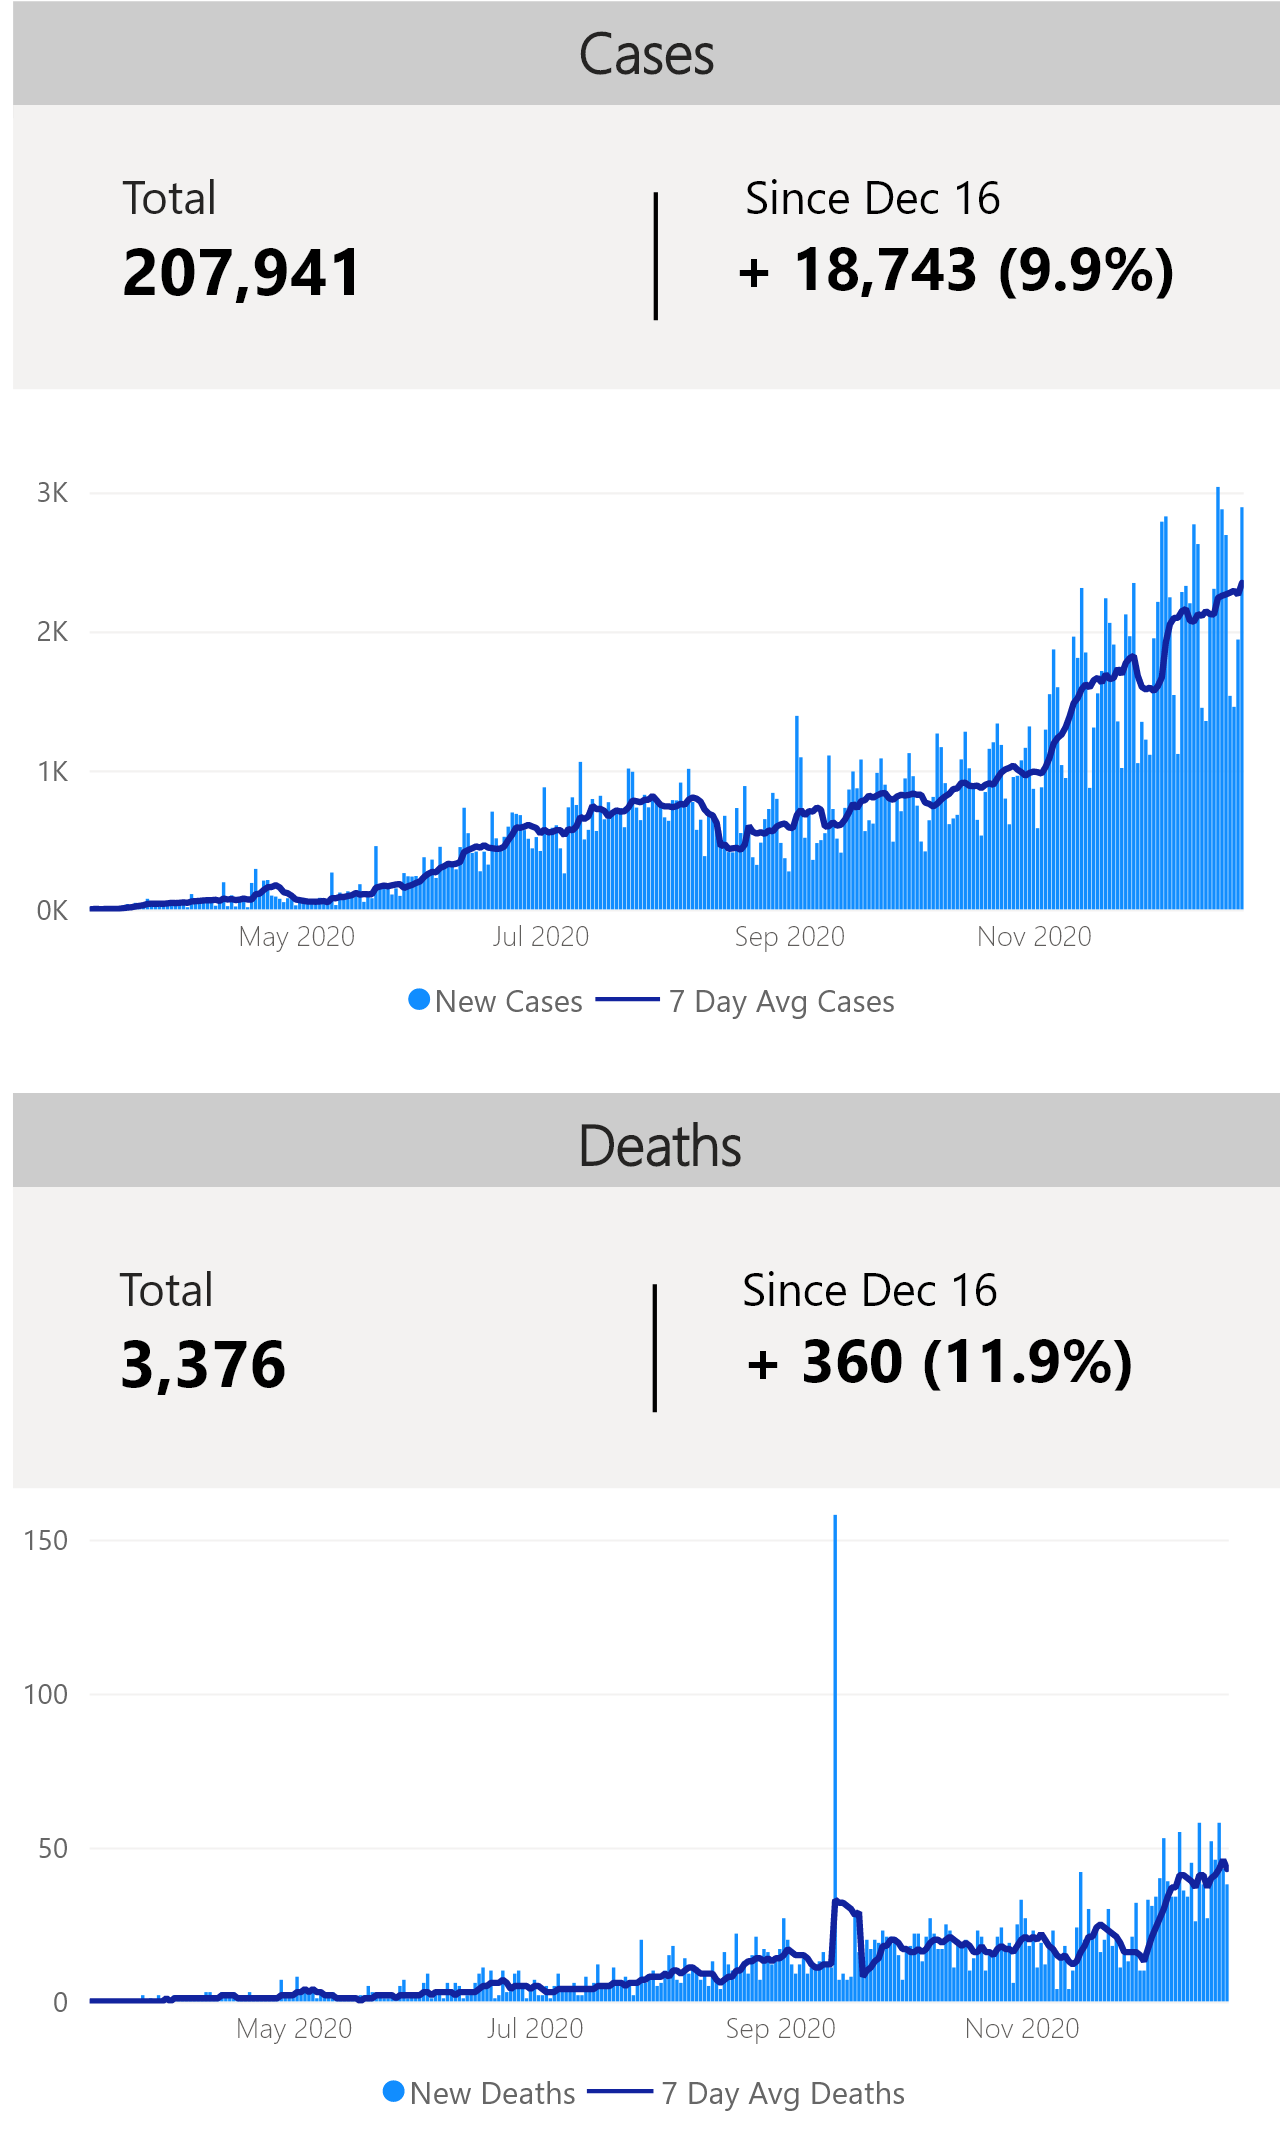 Cases
Total
Since Dec 16
207,941
+ 18,743 (9.9%)
3K
2K
1K
0K
May 2020
Jul 2020
Sep 2020
Nov 2020
New Cases
7 Day Avg Cases
Deaths
Total
Since Dec 16
3,376
+ 360 (11.9%)
150
100
50
0
May 2020
Jul 2020
Sep 2020
Nov 2020
New Deaths
7 Day Avg Deaths